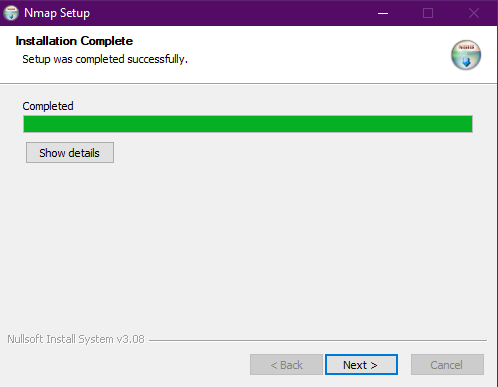 Nmap Setup
Installation Complete
Setup was completed successfully.
Completed
Show details
Nullsoft Install System v3.08
< Back
Next >
Cancel